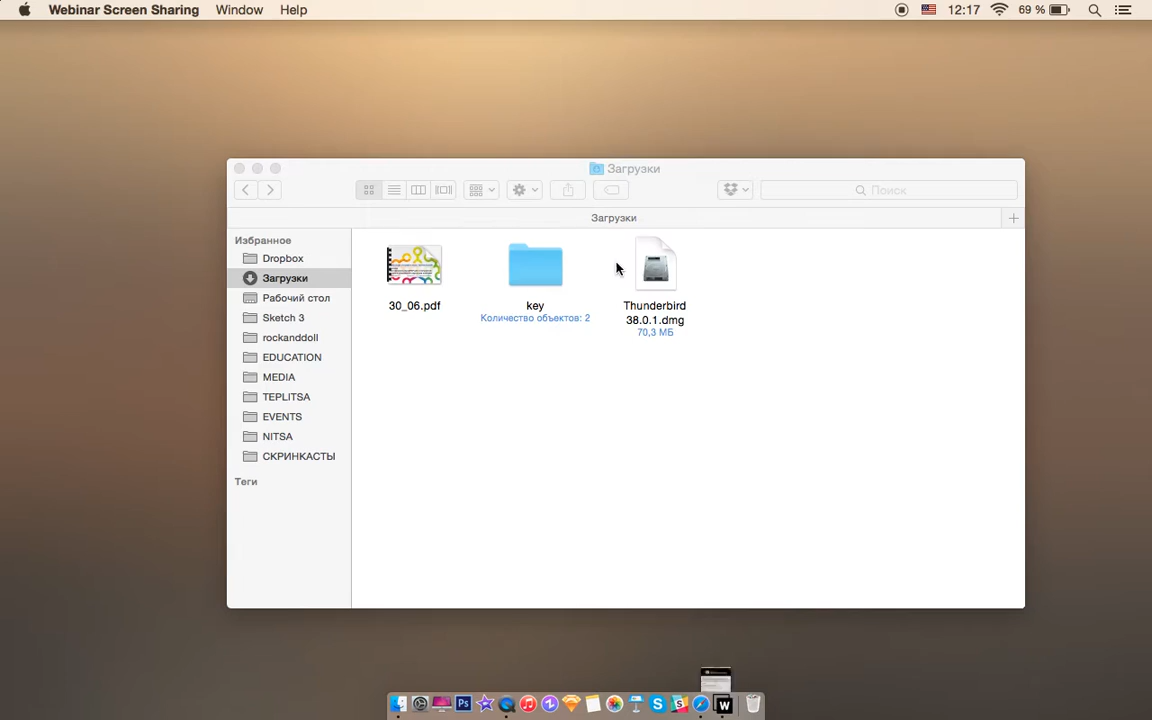 Webinar Screen Sharing Window Help 12:17 69 %
Загрузки
Поиск
Загрузки
Избранное
Dropbox
Загрузки
Рабочий стол
Sketch 3
rockanddoll
EDUCATION
MEDIA
TEPLITSA
EVENTS
NITSA
СКРИНКАСТЫ
Теги
30_06.pdf
key
Количество объектов: 2
Thunderbird
38.0.1.dmg
70,3 МБ
Ps